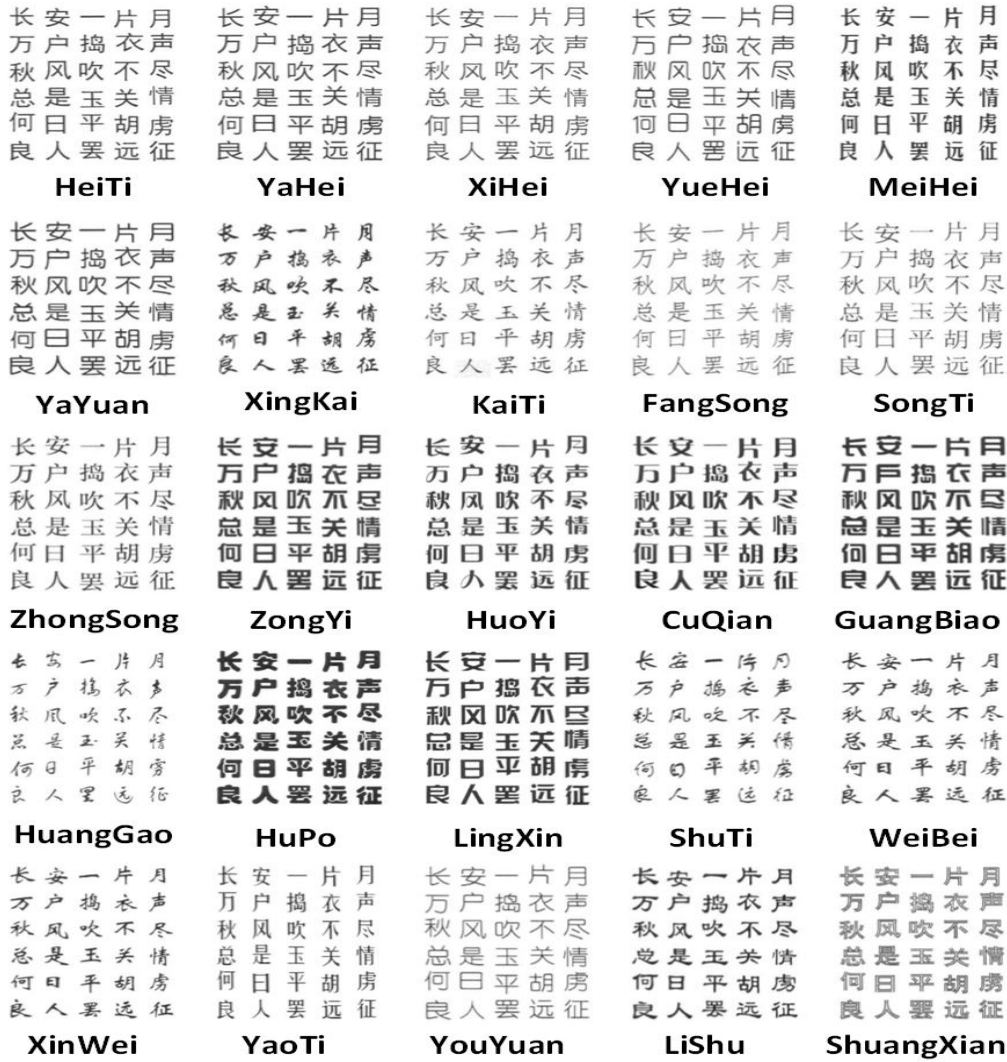 长安一片月
万户捣衣声
秋风吹不尽
总是玉关情
何日平胡虏
良人罢远征
HeiTi
长安一片月
万户捣衣声
秋风吹不尽
总是玉关情
何日平胡虏
良人罢远征
YaHei
长安一片月
万户捣衣声
秋风吹不尽
总是玉关情
何日平胡虏
良人罢远征
XiHei
长安一片月
万户捣衣声
秋风吹不尽
总是玉关情
何日平胡虏
良人罢远征
YueHei
长安一片月
万户捣衣声
秋风吹不尽
总是玉关情
何日平胡虏
良人罢远征
MeiHei
长安一片月
万户捣衣声
秋风吹不尽
总是玉关情
何日平胡虏
良人罢远征
YaYuan
长安一片月
万户捣衣声
秋风吹不尽
总是玉关情
何日平胡虏
良人罢远征
XingKai
长安一片月
万户捣衣声
秋风吹不尽
总是玉关情
何日平胡虏
良人罢远征
KaiTi
长安一片月
万户捣衣声
秋风吹不尽
总是玉关情
何日平胡虏
良人罢远征
FangSong
长安一片月
万户捣衣声
秋风吹不尽
总是玉关情
何日平胡虏
良人罢远征
SongTi
长安一片月
万户捣衣声
秋风吹不尽
总是玉关情
何日平胡虏
良人罢远征
ZhongSong
长安一片月
万户捣衣声
秋风吹不尽
总是玉关情
何日平胡虏
良人罢远征
ZongYi
长安一片月
万户捣衣声
秋风吹不尽
总是玉关情
何日平胡虏
良人罢远征
HuoYi
长安一片月
万户捣衣声
秋风吹不尽
总是玉关情
何日平胡虏
良人罢远征
CuQian
长安一片月
万户捣衣声
秋风吹不尽
总是玉关情
何日平胡虏
良人罢远征
GuangBiao
长安一片月
万户捣衣声
秋风吹不尽
总是玉关情
何日平胡虏
良人罢远征
HuangGao
长安一片月
万户捣衣声
秋风吹不尽
总是玉关情
何日平胡虏
良人罢远征
HuPo
长安一片月
万户捣衣声
秋风吹不尽
总是玉关情
何日平胡虏
良人罢远征
LingXin
长安一片月
万户捣衣声
秋风吹不尽
总是玉关情
何日平胡虏
良人罢远征
ShuTi
长安一片月
万户捣衣声
秋风吹不尽
总是玉关情
何日平胡虏
良人罢远征
WeiBei
长安一片月
万户捣衣声
秋风吹不尽
总是玉关情
何日平胡虏
良人罢远征
XinWei
长安一片月
万户捣衣声
秋风吹不尽
总是玉关情
何日平胡虏
良人罢远征
YaoTi
长安一片月
万户捣衣声
秋风吹不尽
总是玉关情
何日平胡虏
良人罢远征
YouYuan
长安一片月
万户捣衣声
秋风吹不尽
总是玉关情
何日平胡虏
良人罢远征
LiShu
长安一片月
万户捣衣声
秋风吹不尽
总是玉关情
何日平胡虏
良人罢远征
ShuangXian